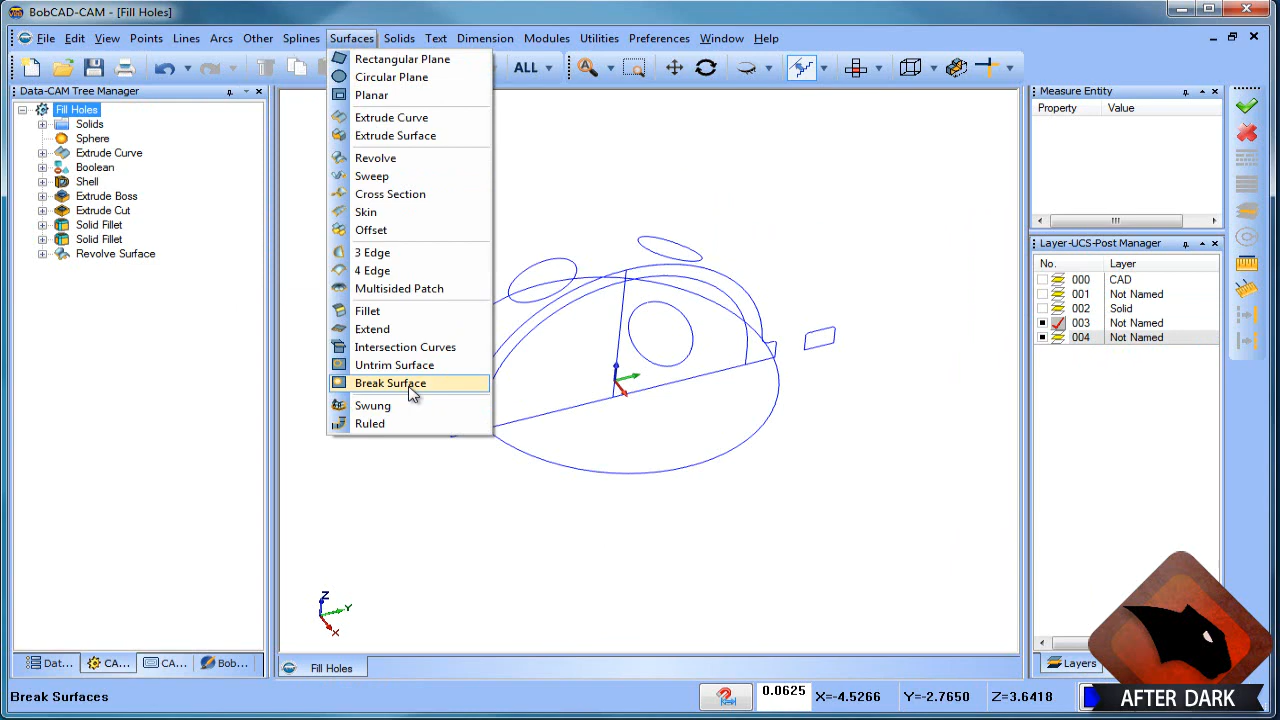 BobCAD-CAM - [Fill Holes]
File Edit View Points Lines Arcs Other Splines Surfaces Solids Text Dimension Modules Utilities Preferences Window Help
ALL
Data-CAM Tree Manager
Fill Holes
Solids
Sphere
Extrude Curve
Boolean
Shell
Extrude Boss
Extrude Cut
Solid Fillet
Solid Fillet
Revolve Surface
Rectangular Plane
Circular Plane
Planar
Extrude Curve
Extrude Surface
Revolve
Sweep
Cross Section
Skin
Offset
3 Edge
4 Edge
Multisided Patch
Fillet
Extend
Intersection Curves
Untrim Surface
Break Surface
Swung
Ruled
Z
Y
X
Measure Entity
Property Value
Layer-UCS-Post Manager
No. Layer
000 CAD
001 Not Named
002 Solid
003 Not Named
004 Not Named
Dat... CA... CA... Bob...
Fill Holes
Layers
Break Surfaces
0.0625 X=-4.5266 Y=-2.7650 Z=3.6418
AFTER DARK